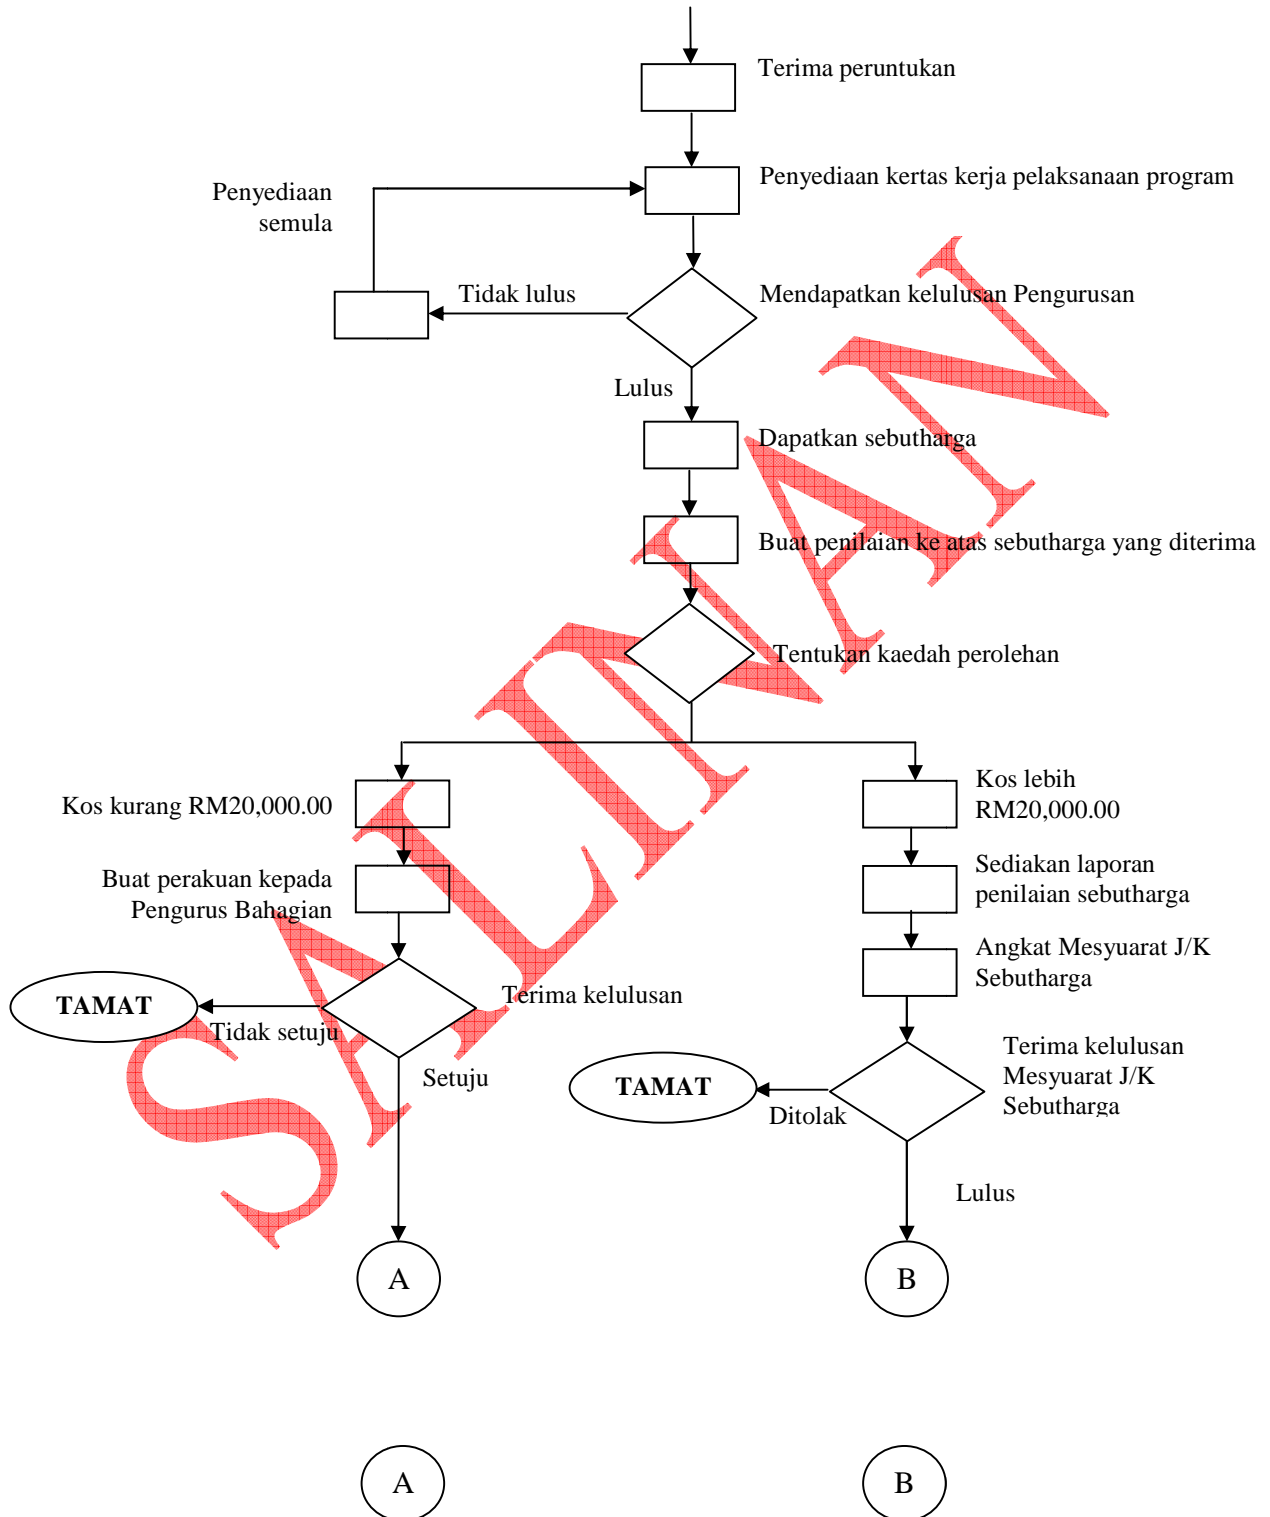 Terima peruntukan
Penyediaan kertas kerja pelaksanaan program
Penyediaan
semula
Tidak lulus
Mendapatkan kelulusan Pengurusan
Lulus
Dapatkan sebutharga
Buat penilaian ke atas sebutharga yang diterima
Tentukan kaedah perolehan
Kos kurang RM20,000.00
Kos lebih
RM20,000.00
Buat perakuan kepada
Pengurus Bahagian
Sediakan laporan
penilaian sebutharga
Angkat Mesyuarat J/K
Sebutharga
TAMAT
Tidak setuju
Terima kelulusan
Setuju
TAMAT
Ditolak
Terima kelulusan
Mesyuarat J/K
Sebutharga
Lulus
A
B
A
B
SALINAN